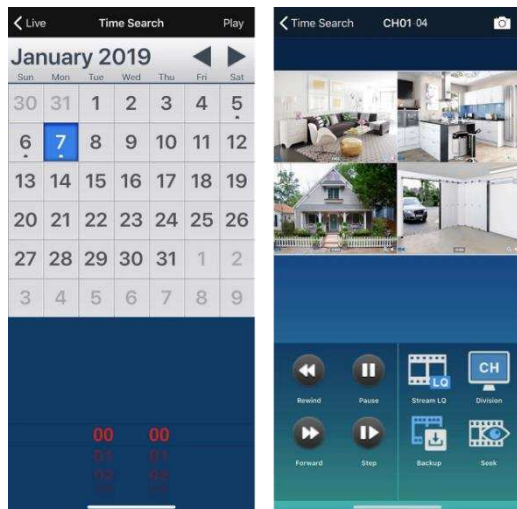 Live Time Search Play
January 2019
Sun Mon Tue Wed Thu Fri Sat
30 31 1 2 3 4 5
6 7 8 9 10 11 12
13 14 15 16 17 18 19
20 21 22 23 24 25 26
27 28 29 30 31 1 2
3 4 5 6 7 8 9
00 00
01 01
02 02
Time Search CH01-04
LQ CH
Rewind Pause Stream LQ Division
Forward Step Backup Seek